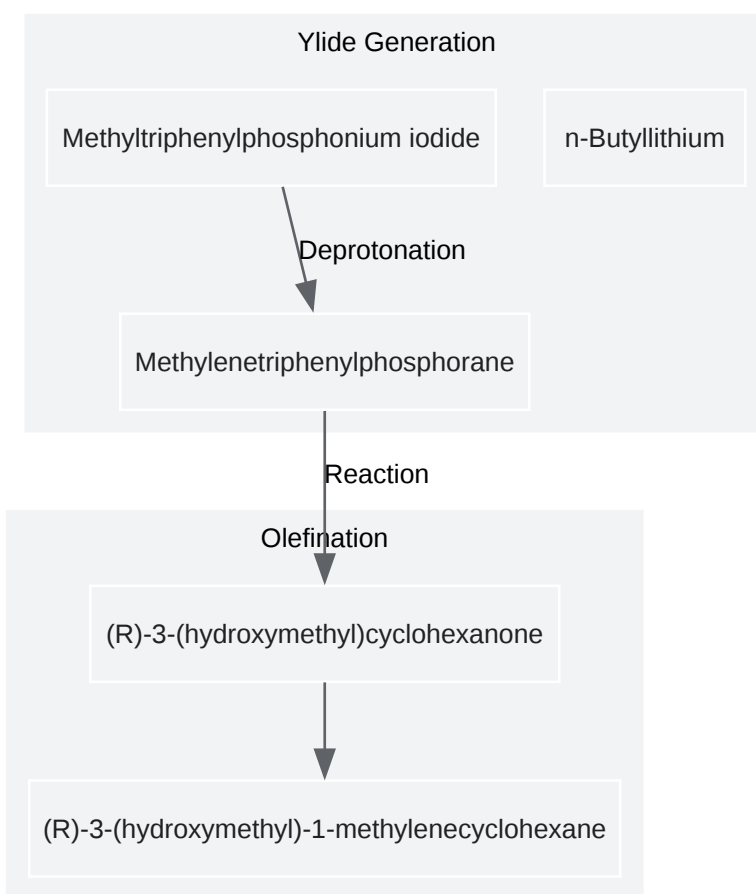 Ylide Generation
Methyltriphenylphosphonium iodide
n-Butyllithium
Deprotonation
Methylenetriphenylphosphorane
Reaction
Olefination
(R)-3-(hydroxymethyl)cyclohexanone
(R)-3-(hydroxymethyl)-1-methylenecyclohexane